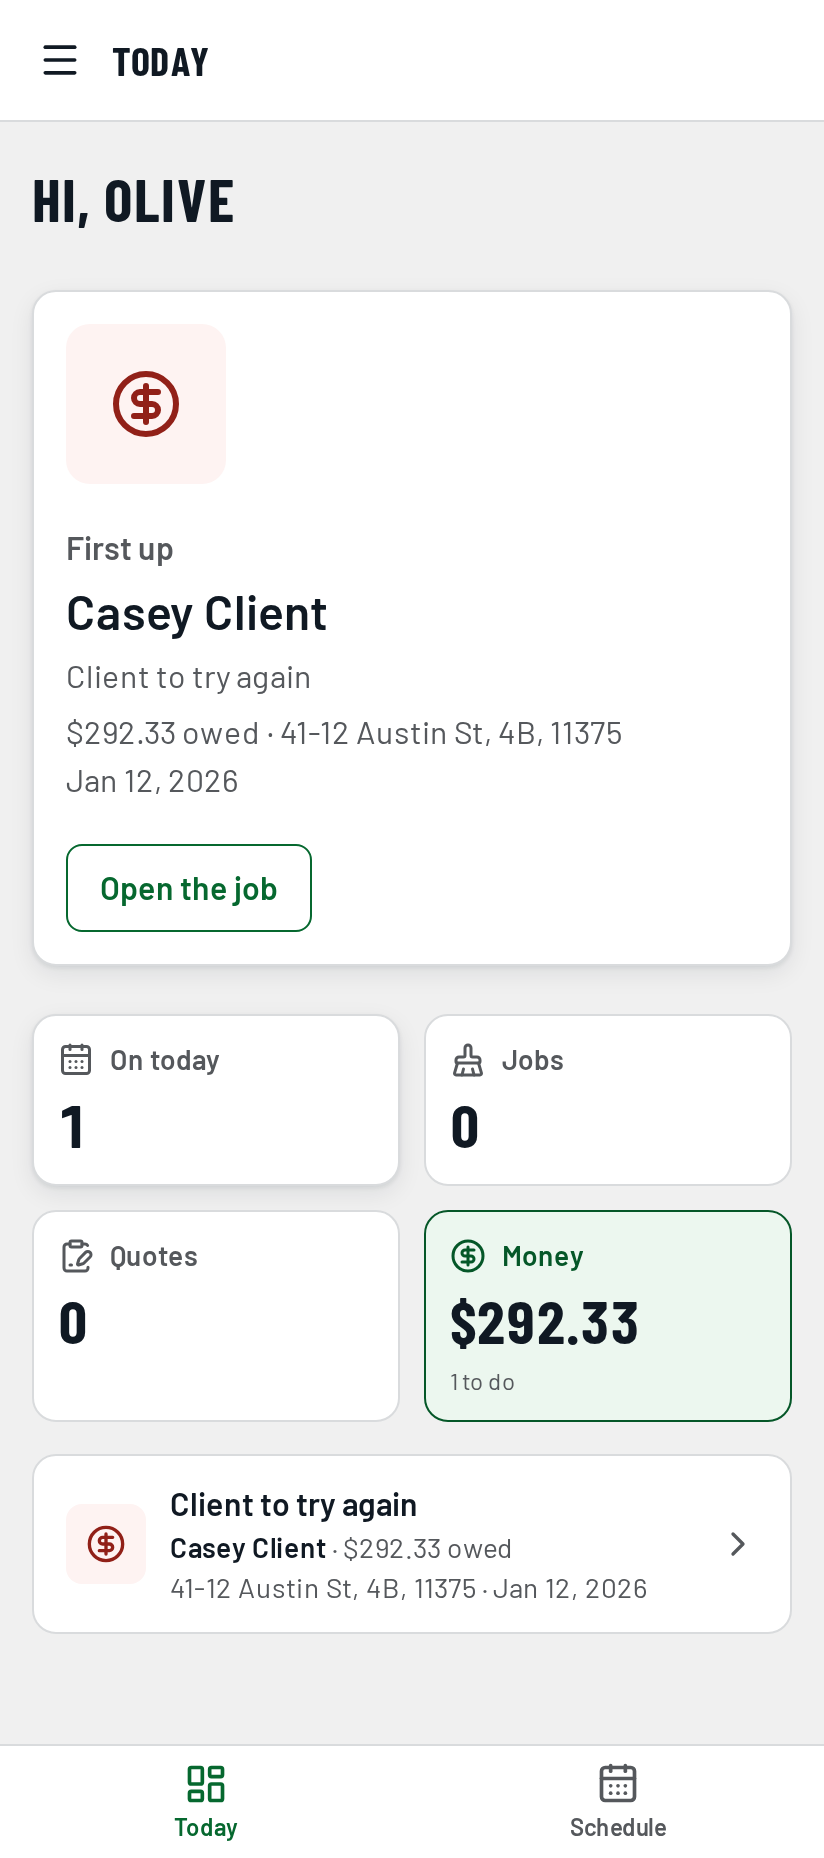 TODAY
HI, OLIVE
First up
Casey Client
Client to try again
$292.33 owed · 41-12 Austin St, 4B, 11375
Jan 12, 2026
Open the job
On today
1
Jobs
0
Quotes
0
Money
$292.33
1 to do
Client to try again
Casey Client · $292.33 owed
41-12 Austin St, 4B, 11375 · Jan 12, 2026
Today
Schedule